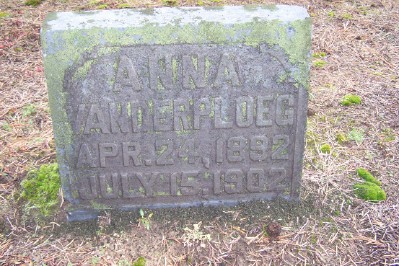 ANNA
VANDERPLOEG
APR. 24, 1892
JULY 15, 1902